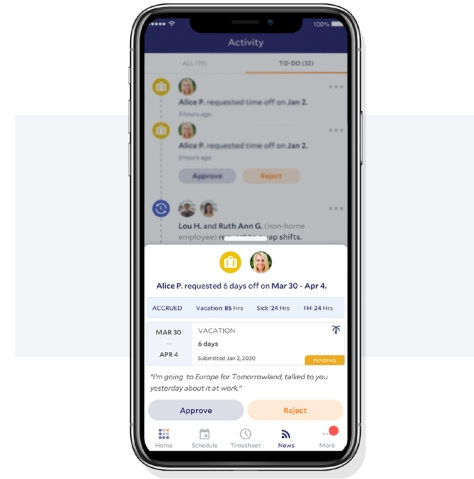 100%
Activity
ALL (99)
TO-DO (32)
Alice P. requested time off on Jan 2.
3 hours ago
Alice P. requested time off on Jan 2.
3 hours ago
Approve Reject
Lou H. and Ruth Ann G. (non-home
employee)
ap shifts.
Alice P. requested 6 days off on Mar 30 - Apr 4.
ACCRUED Vacation: 85 Hrs Sick: 24 Hrs FH: 24 Hrs
MAR 30
—
APR 4
VACATION
6 days
Submitted Jan 2, 2020
PENDING
"I'm going to Europe for Tomorrowland, talked to you
yesterday about it at work."
Approve Reject
Home Schedule Timesheet News More